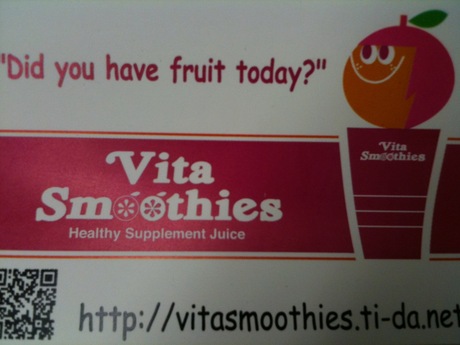 "Did you have fruit today?"
Vita
Smoothies
Healthy Supplement Juice
Vita
Smoothies
http://vitasmoothies.ti-da.net